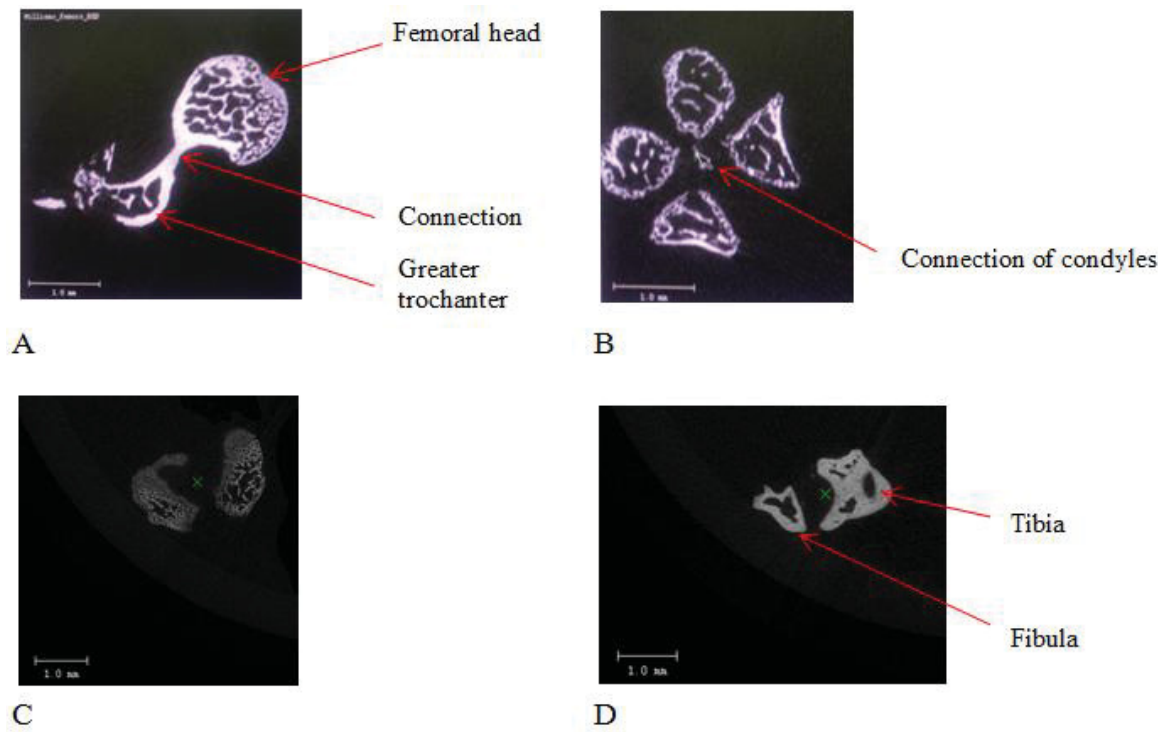 Williams_femurs_BSD
Femoral head
Connection
Greater
trochanter
1.0 mm
A
Connection of condyles
1.0 mm
B
1.0 mm
C
Tibia
Fibula
1.0 mm
D